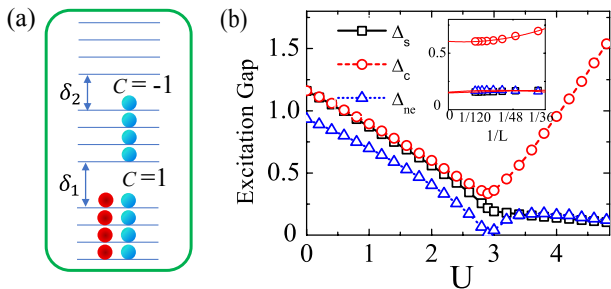 (a)
C = -1
δ2
C = 1
δ1
(b)
Excitation Gap
1.5
1.0
0.5
0
Δs
Δc
Δne
0.5
0
0 1/120 1/48 1/36
1/L
0 1 2 3 4
U